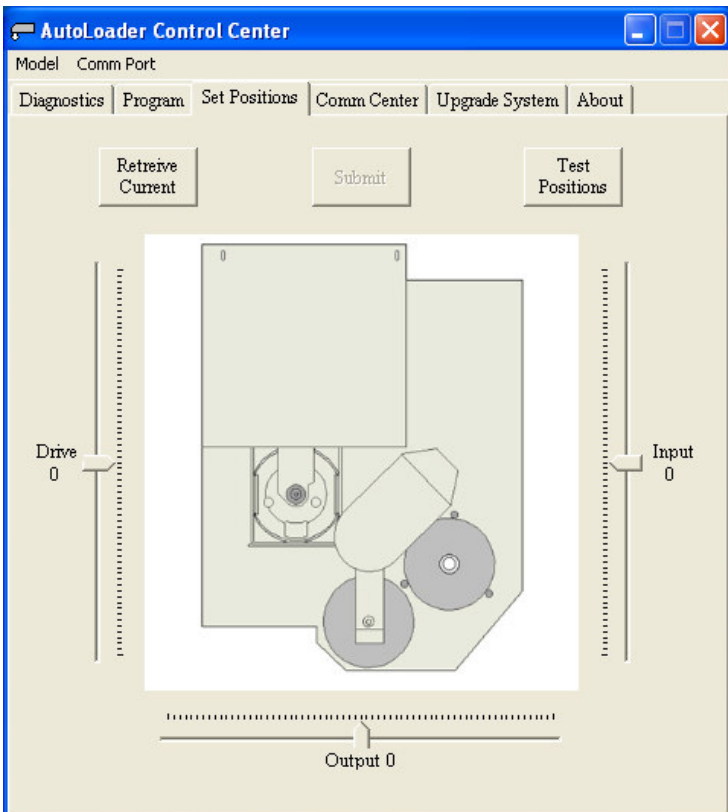 AutoLoader Control Center
Model Comm Port
Diagnostics Program Set Positions Comm Center Upgrade System About
Retreive
Current
Submit
Test
Positions
Drive
0
Input
0
Output 0